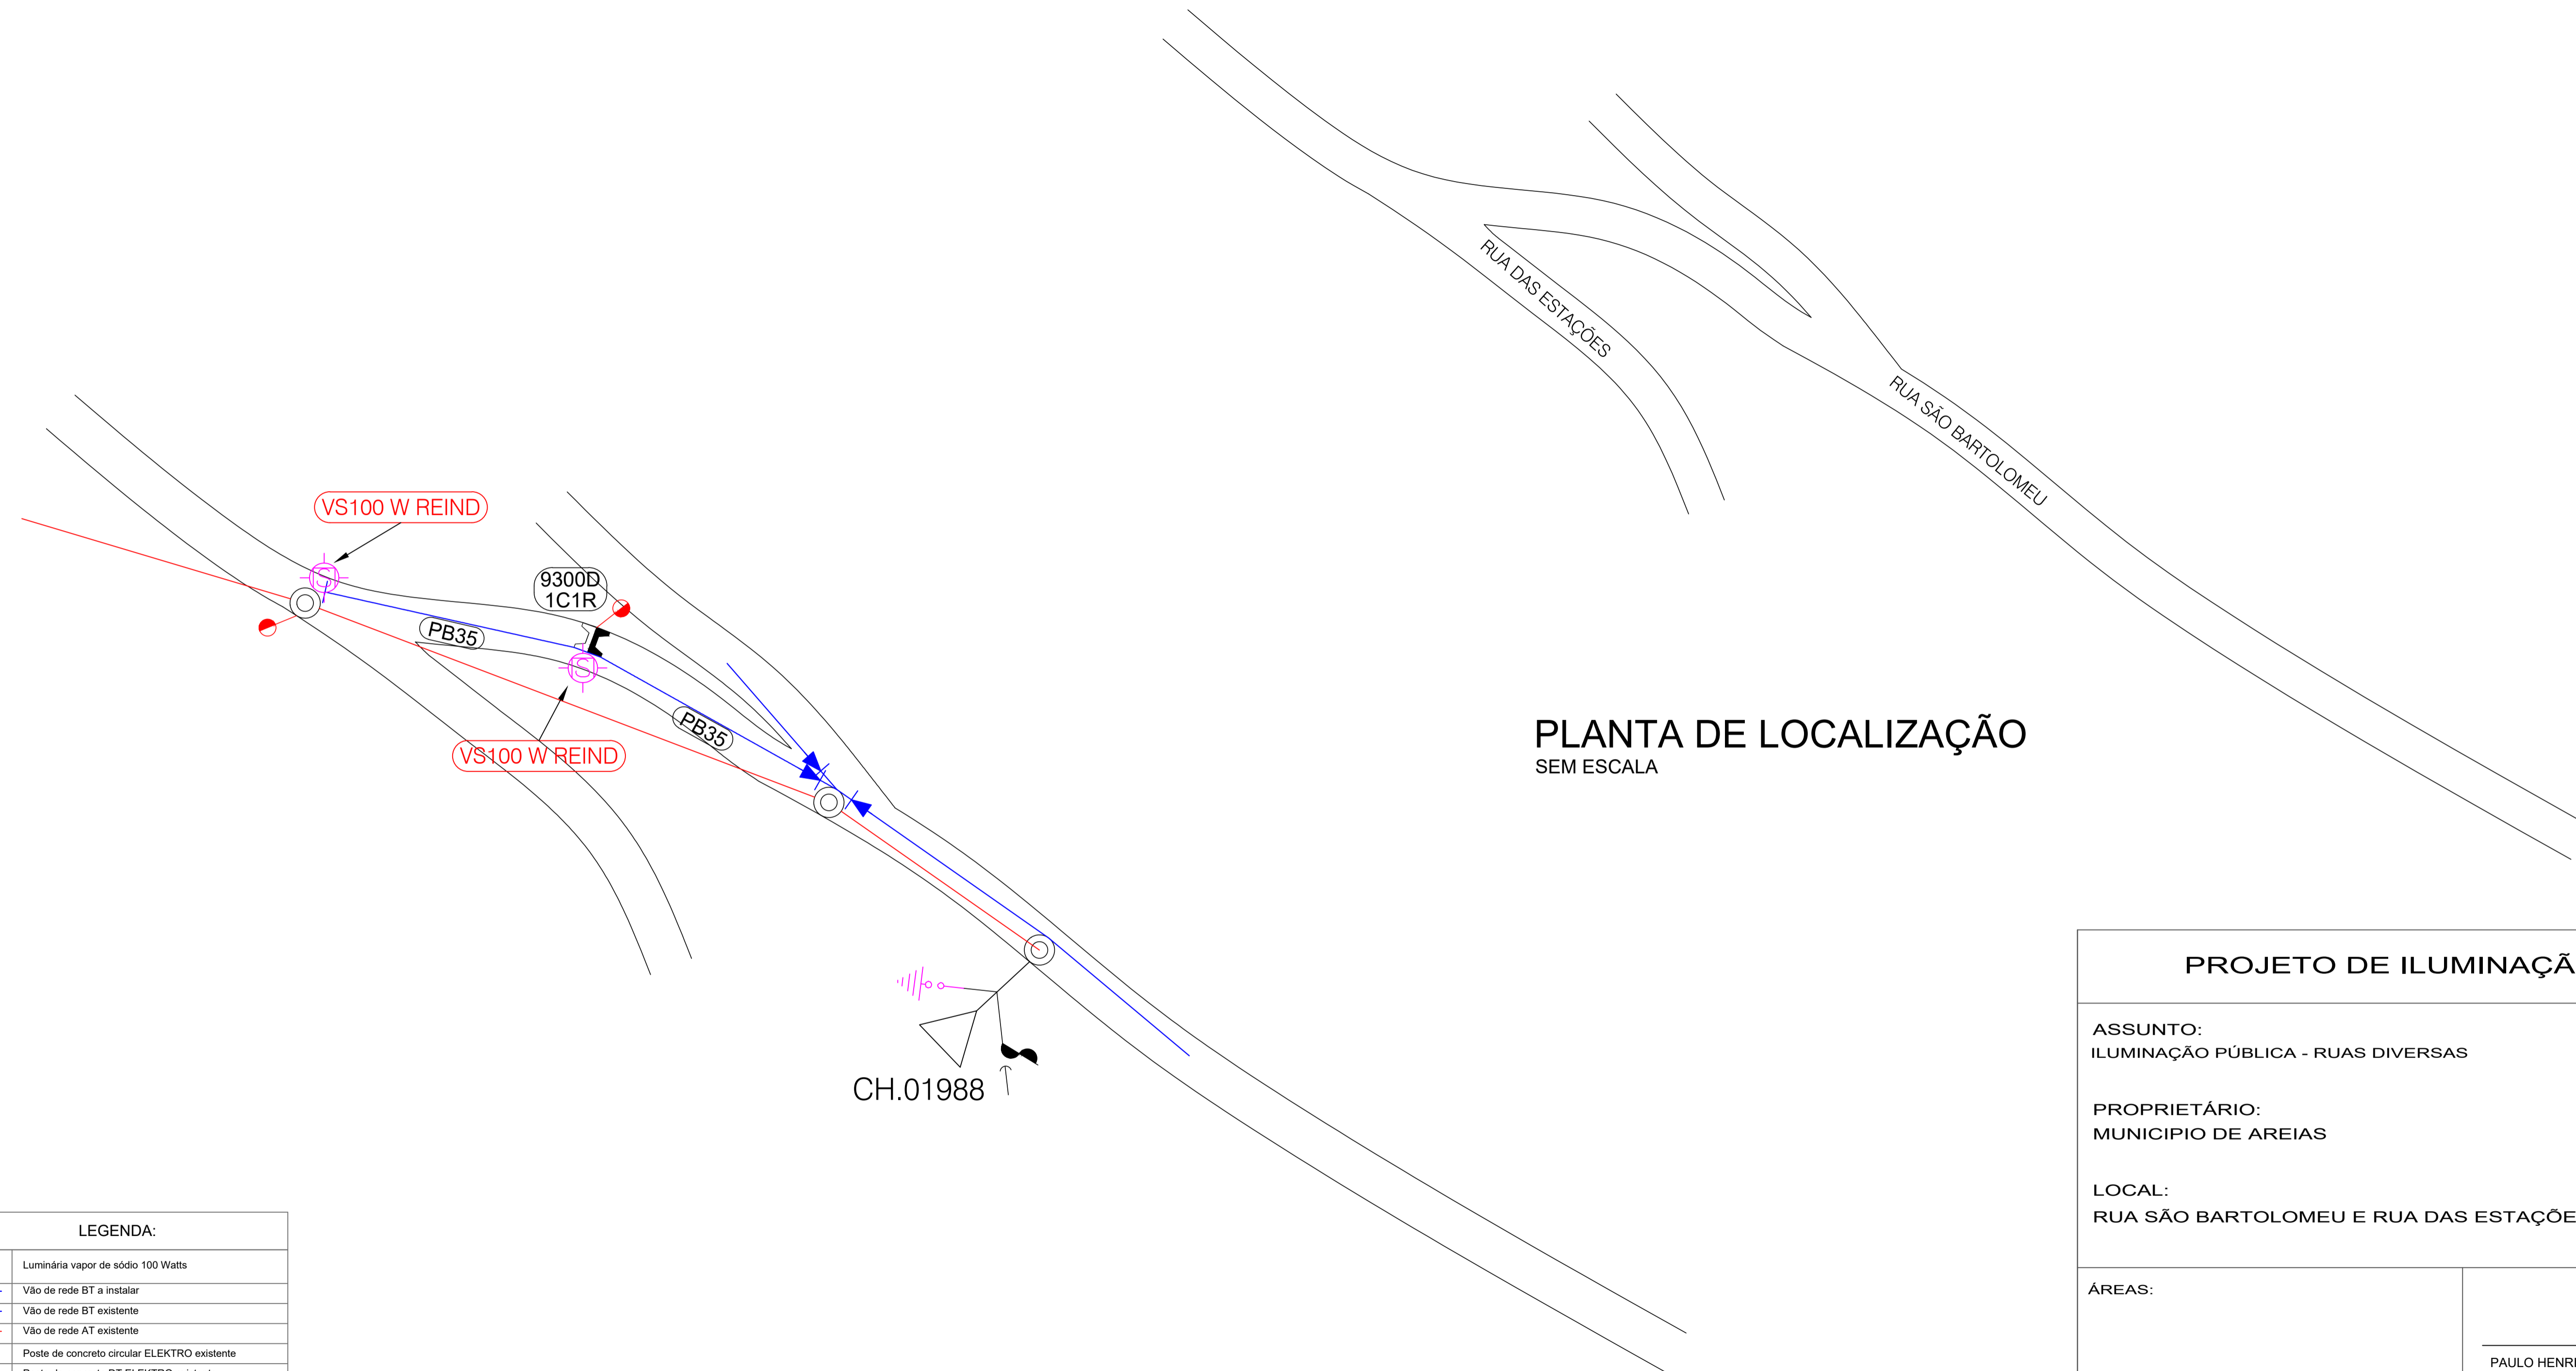 RUA DAS ESTAÇÕES
RUA SÃO BARTOLOMEU
VS100 W REIND
9300D
1C1R
PB35
PB35
VS100 W REIND
PLANTA DE LOCALIZAÇÃO
SEM ESCALA
CH.01988
LEGENDA:
Luminária vapor de sódio 100 Watts
Vão de rede BT a instalar
Vão de rede BT existente
Vão de rede AT existente
Poste de concreto circular ELEKTRO existente
PROJETO DE ILUMINAÇÃ
ASSUNTO:
ILUMINAÇÃO PÚBLICA - RUAS DIVERSAS
PROPRIETÁRIO:
MUNICIPIO DE AREIAS
LOCAL:
RUA SÃO BARTOLOMEU E RUA DAS ESTAÇÕE
ÁREAS:
PAULO HENRI